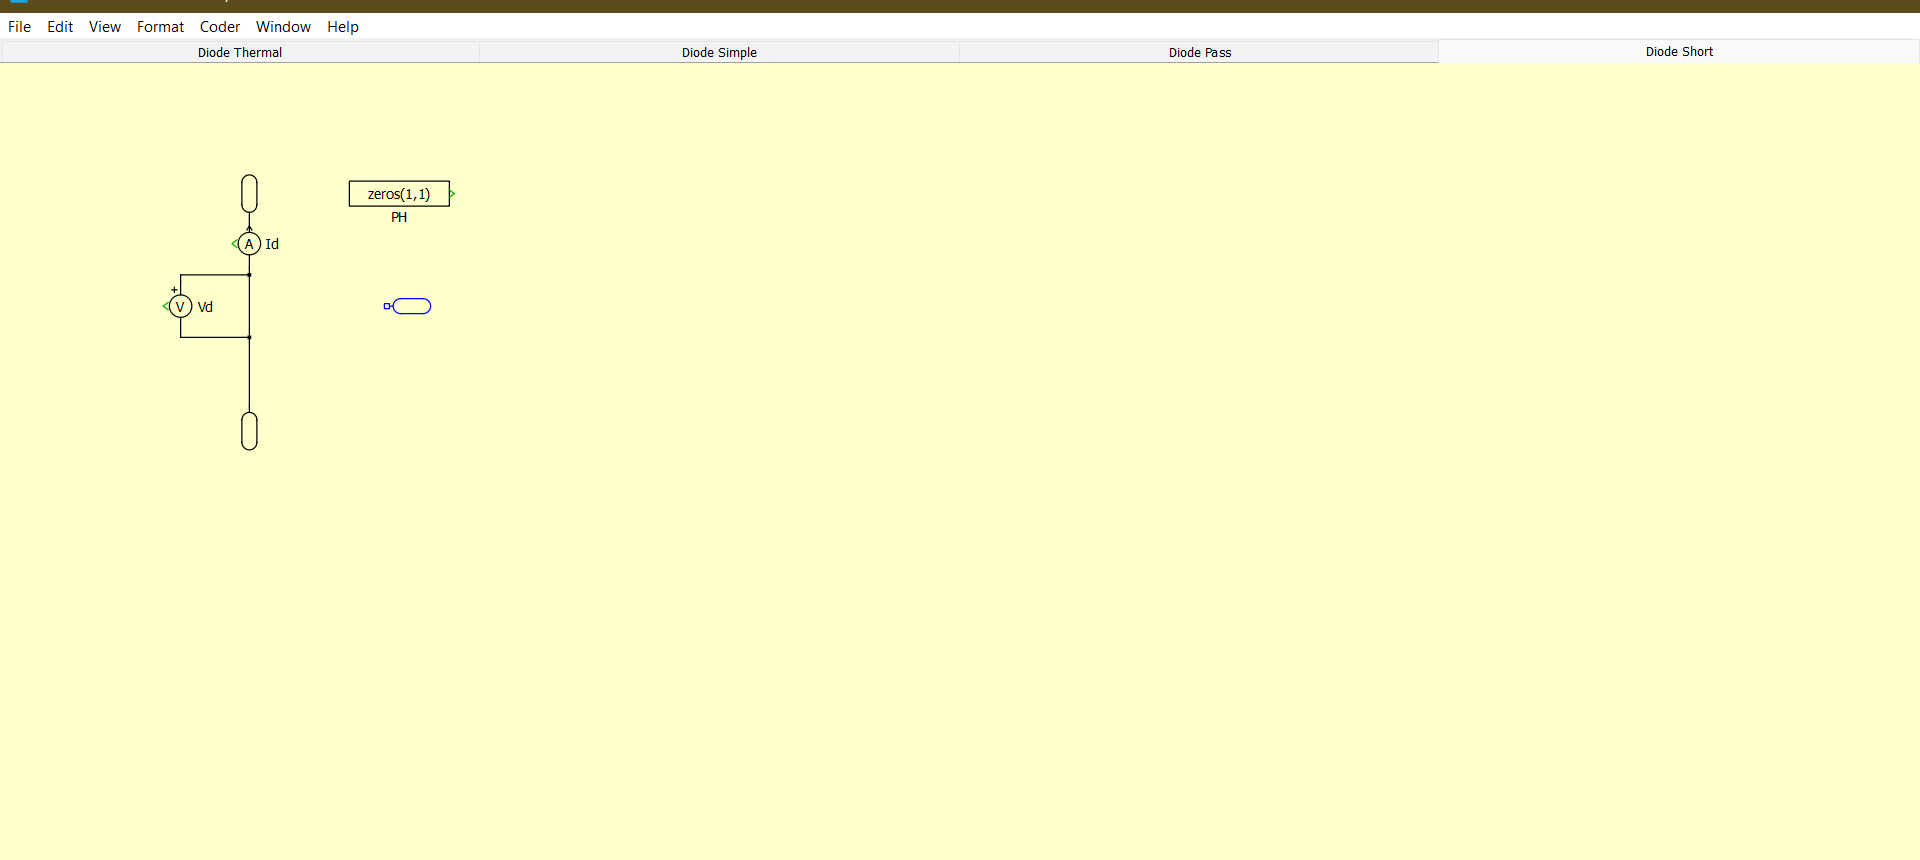 File Edit View Format Coder Window Help
Diode Thermal Diode Simple Diode Pass Diode Short
zeros(1,1)
PH
A Id
+
V Vd